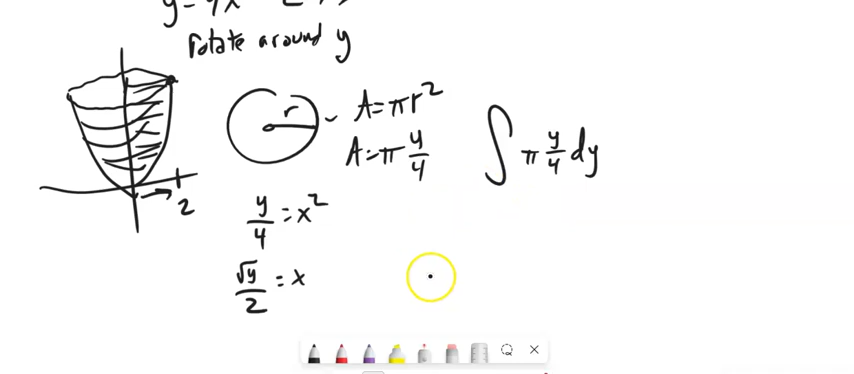 rotate around y
r
A=πr²
A=π y/4
∫ π y/4 dy
2
y/4 = x²
√y/2 = x